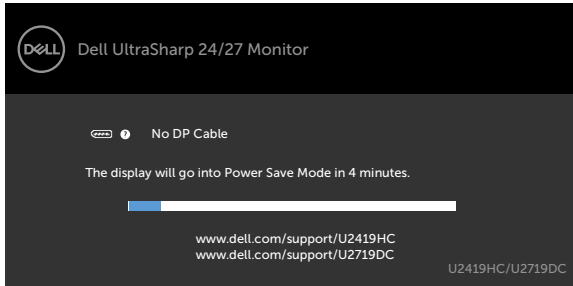 DELL
Dell UltraSharp 24/27 Monitor
? No DP Cable
The display will go into Power Save Mode in 4 minutes.
www.dell.com/support/U2419HC
www.dell.com/support/U2719DC
U2419HC/U2719DC